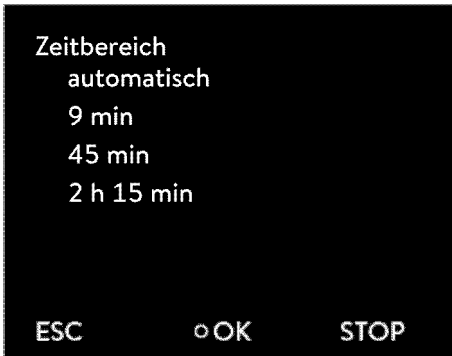 Zeitbereich
automatisch
9 min
45 min
2 h 15 min
ESC OK STOP